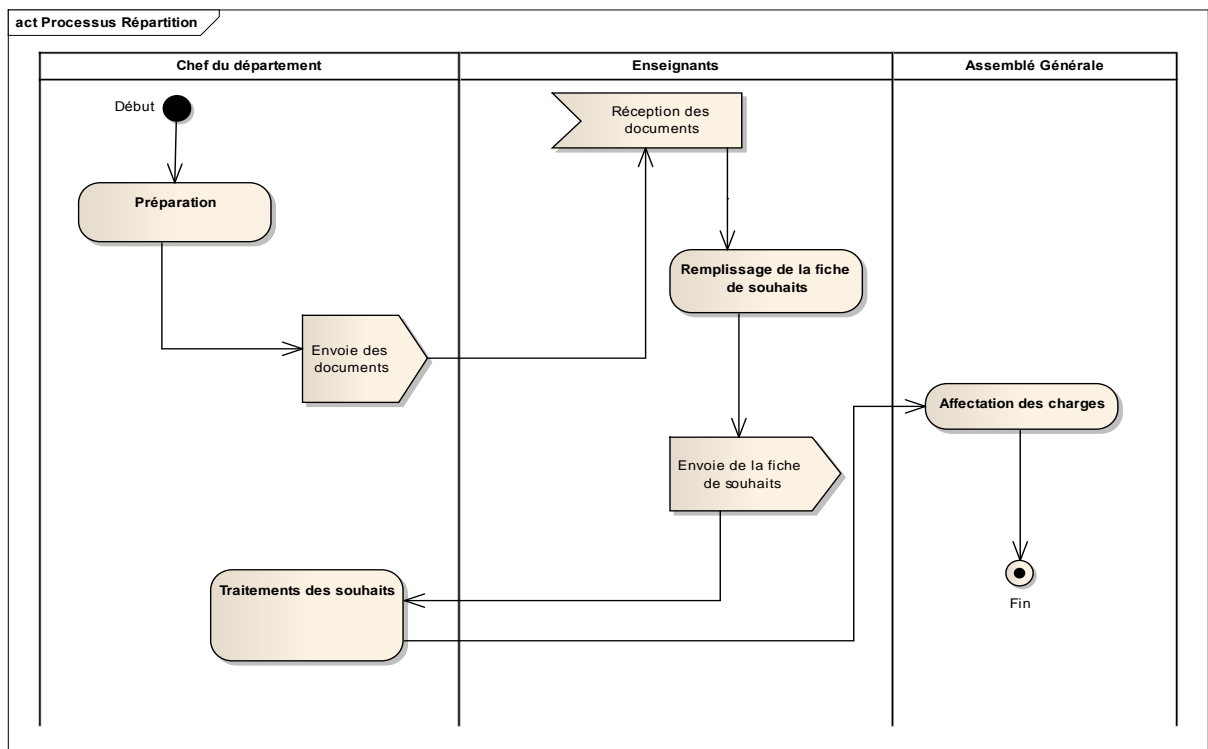 act Processus Répartition
Chef du département
Enseignants
Assemblé Générale
Début
Réception des
documents
Préparation
Remplissage de la fiche
de souhaits
Envoie des
documents
Affectation des charges
Envoie de la fiche
de souhaits
Traitements des souhaits
Fin